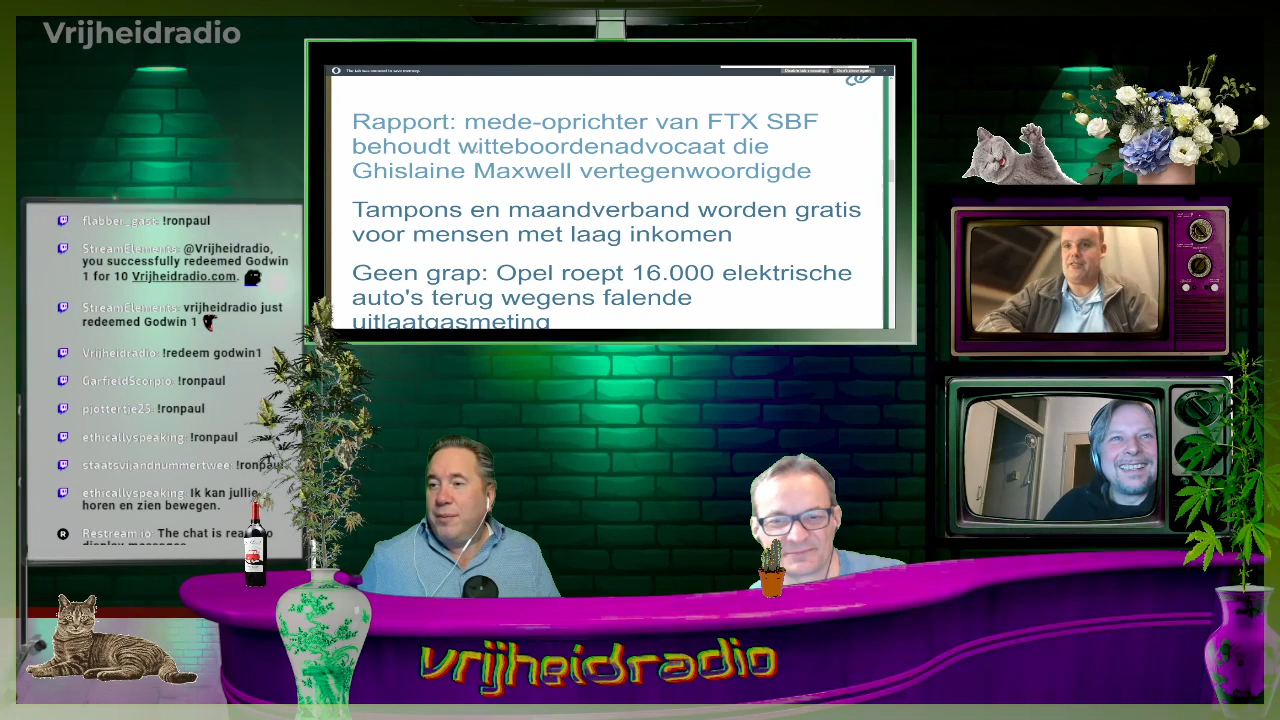 Vrijheidradio
Rapport: mede-oprichter van FTX SBF
behoudt witteboordenadvocaat die
Ghislaine Maxwell vertegenwoordigde
Tampons en maandverband worden gratis
voor mensen met laag inkomen
Geen grap: Opel roept 16.000 elektrische
auto's terug wegens falende
uitlaatgasmeting
flabber_gast: !ronpaul
StreamElements: @Vrijheidradio,
you successfully redeemed Godwin
1 for 10 Vrijheidradio.com.
StreamElements: vrijheidradio just
redeemed Godwin 1
Vrijheidradio: !redeem godwin1
GarfieldScorpio: !ronpaul
pjottertje25: !ronpaul
ethicallyspeaking: !ronpaul
staatsvijandnummertwee: !ronpaul
ethicallyspeaking: Ik kan jullie
horen en zien bewegen.
Restream.io: The chat is ready to
display messages
vrijheidradio